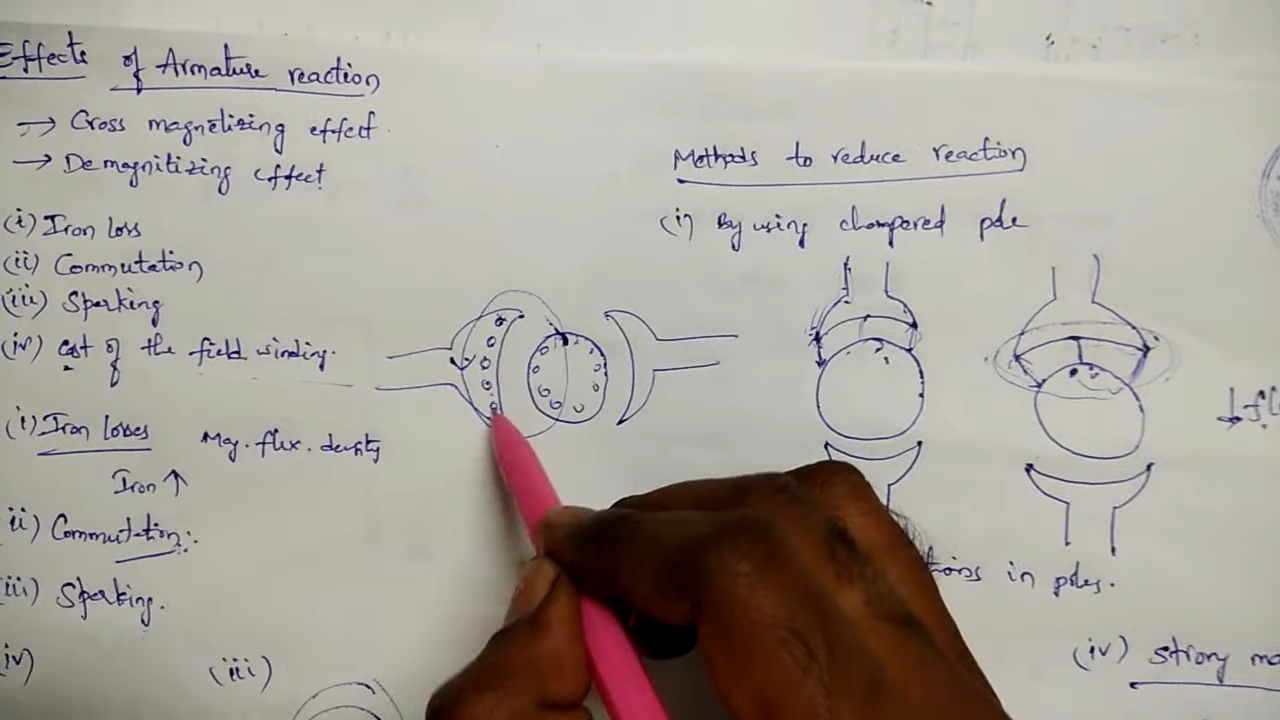 Effects of Armature reaction
→ Cross magnetizing effect.
→ Demagnitizing effect
(i) Iron loss
(ii) Commutation
(iii) Sparking
(iv) Cost of the field winding.
(i) Iron losses Mag. flux. density
Iron ↑
(ii) Commutation:.
(iii) Sparking.
(iv)
(iii)
Methods to reduce reaction
(i) By using champered pole
in poles.
(iv) Strong